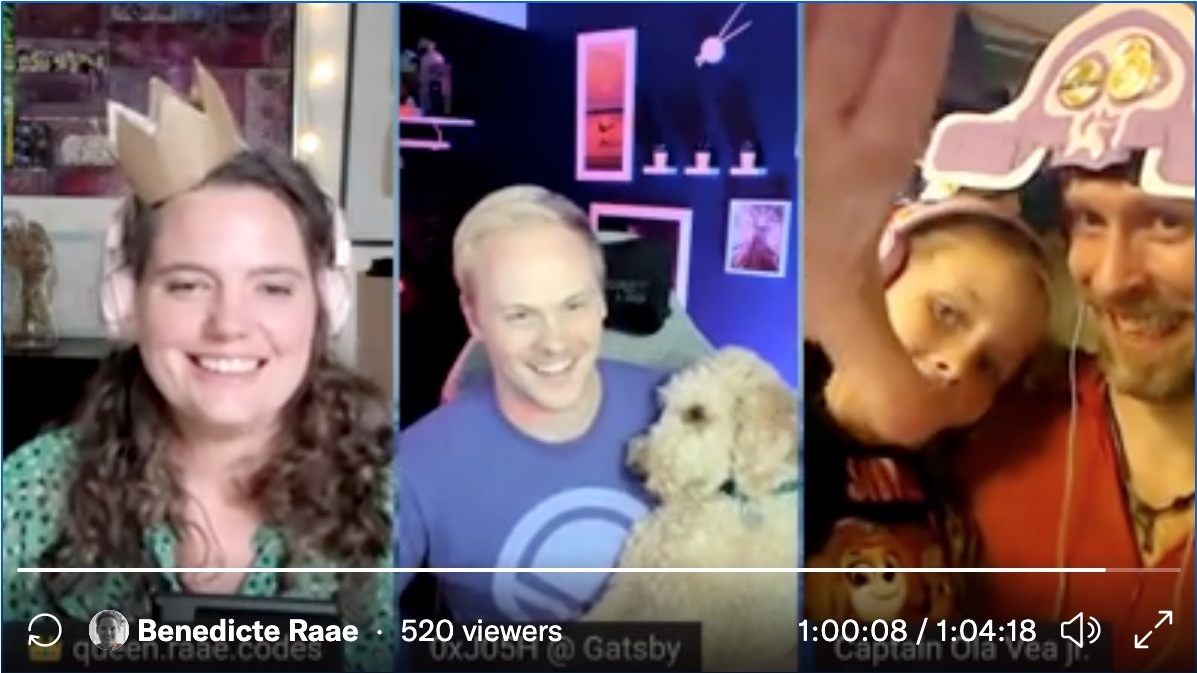 Benedicte Raae · 520 viewers
1:00:08 / 1:04:18
queen.raae.codes
0xJ05H @ Gatsby
Captain Ola Vea jr.